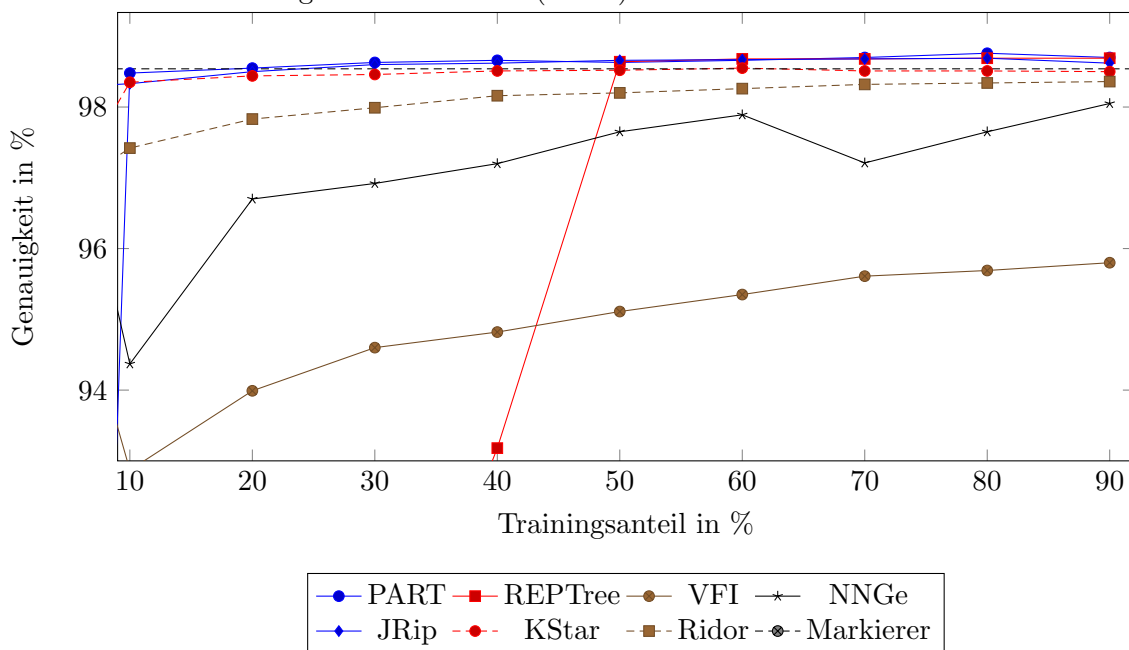 98
96
94
Genauigkeit in %
10 20 30 40 50 60 70 80 90
Trainingsanteil in %
PART REPTree VFI NNGe
JRip KStar Ridor Markierer